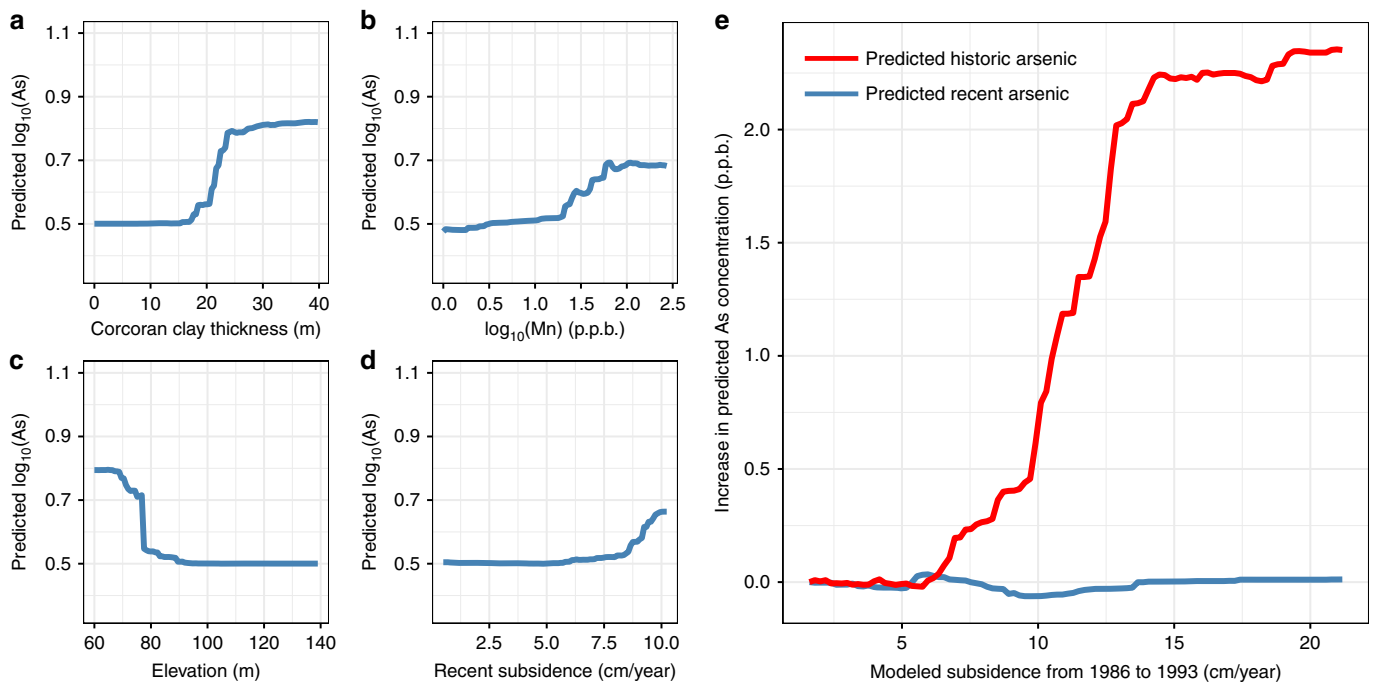 a
1.1
0.9
0.7
0.5
Predicted log10(As)
0
10
20
30
40
Corcoran clay thickness (m)
b
1.1
0.9
0.7
0.5
Predicted log10(As)
0.0
0.5
1.0
1.5
2.0
2.5
log10(Mn) (p.p.b.)
c
1.1
0.9
0.7
0.5
Predicted log10(As)
60
80
100
120
140
Elevation (m)
d
1.1
0.9
0.7
0.5
Predicted log10(As)
2.5
5.0
7.5
10.0
Recent subsidence (cm/year)
e
Predicted historic arsenic
Predicted recent arsenic
2.0
1.5
1.0
0.5
0.0
Increase in predicted As concentration (p.p.b.)
5
10
15
20
Modeled subsidence from 1986 to 1993 (cm/year)